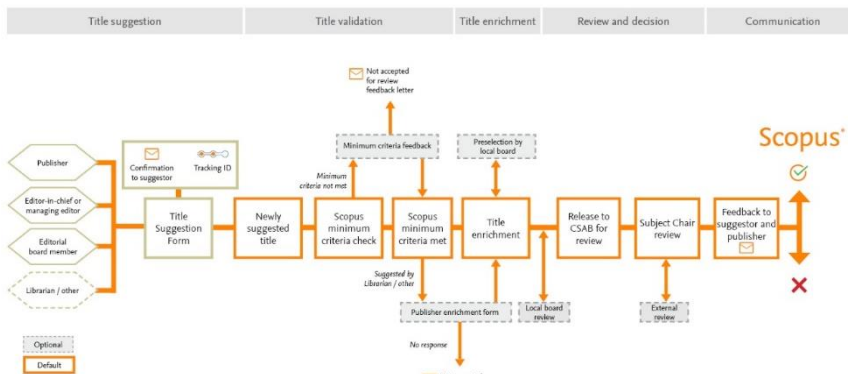 Title suggestion
Title validation
Title enrichment
Review and decision
Communication
Not accepted
for review
feedback letter
Minimum criteria feedback
Preselection by
local board
Scopus®
Publisher
Confirmation
to suggestor
Tracking ID
Minimum
criteria not met
Editor-in-chief or
managing editor
Title
Suggestion
Form
Newly
suggested
title
Scopus
minimum
criteria check
Scopus
minimum
criteria met
Title
enrichment
Release to
CSAB for
review
Subject Chair
review
Feedback to
suggestor and
publisher
Editorial
board member
Suggested by
Librarian / other
Librarian / other
Publisher enrichment form
Local board
review
External
review
No response
Optional
Default